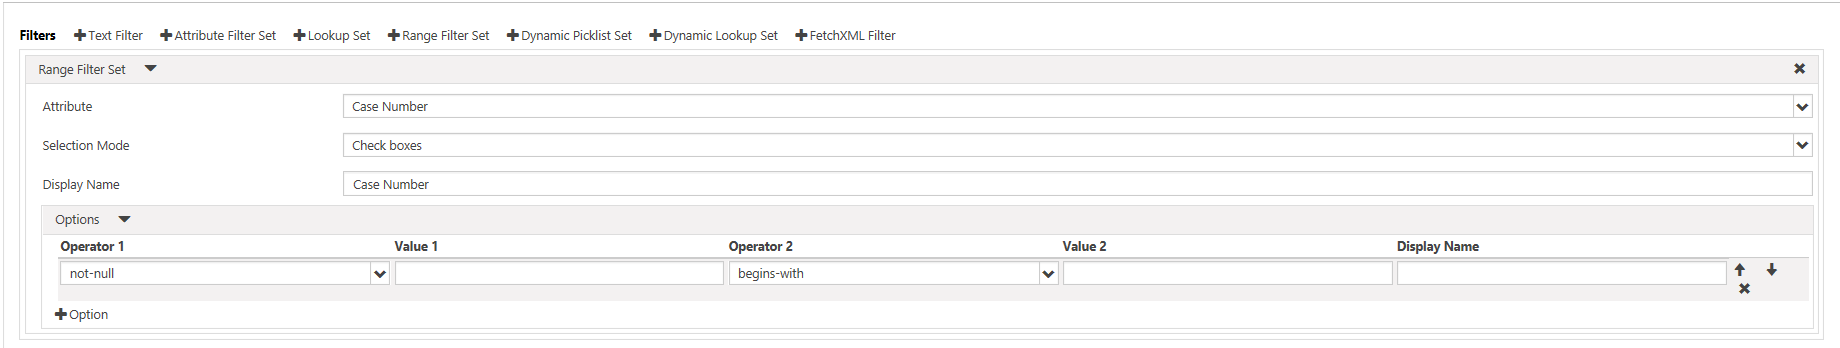 Filters Text Filter Attribute Filter Set Lookup Set Range Filter Set Dynamic Picklist Set Dynamic Lookup Set FetchXML Filter
Range Filter Set
Attribute Case Number
Selection Mode Check boxes
Display Name Case Number
Options
Operator 1 Value 1 Operator 2 Value 2 Display Name
not-null begins-with
Option